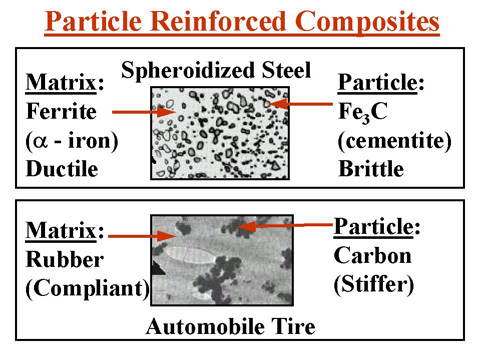 Particle Reinforced Composites
Spheroidized Steel
Matrix:
Ferrite
(α - iron)
Ductile
Particle:
Fe₃C
(cementite)
Brittle
Matrix:
Rubber
(Compliant)
Particle:
Carbon
(Stiffer)
Automobile Tire